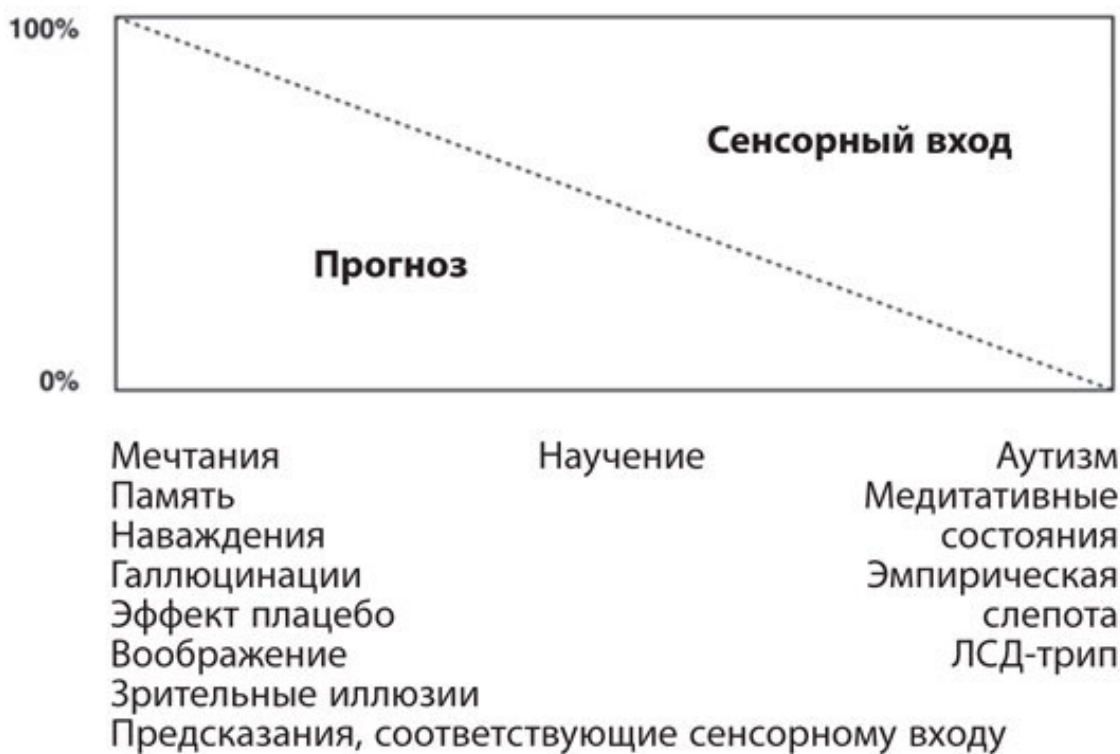 100%
Сенсорный вход
Прогноз
0%
Мечтания Научение Аутизм
Память Медитативные
Наваждения состояния
Галлюцинации Эмпирическая
Эффект плацебо слепота
Воображение ЛСД-трип
Зрительные иллюзии
Предсказания, соответствующие сенсорному входу